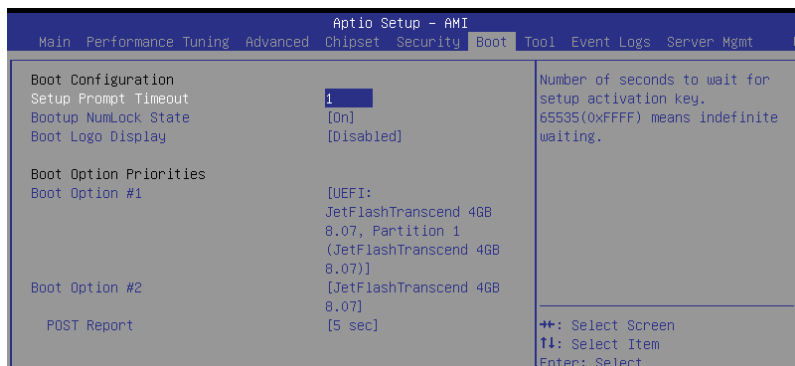 Aptio Setup – AMI
Main Performance Tuning Advanced Chipset Security Boot Tool Event Logs Server Mgmt
Boot Configuration
Setup Prompt Timeout 1
Bootup NumLock State [On]
Boot Logo Display [Disabled]
Boot Option Priorities
Boot Option #1 [UEFI:
JetFlashTranscend 4GB
8.07, Partition 1
(JetFlashTranscend 4GB
8.07)]
Boot Option #2 [JetFlashTranscend 4GB
8.07]
POST Report [5 sec]
Number of seconds to wait for
setup activation key.
65535(0xFFFF) means indefinite
waiting.
→←: Select Screen
↑↓: Select Item
Enter: Select